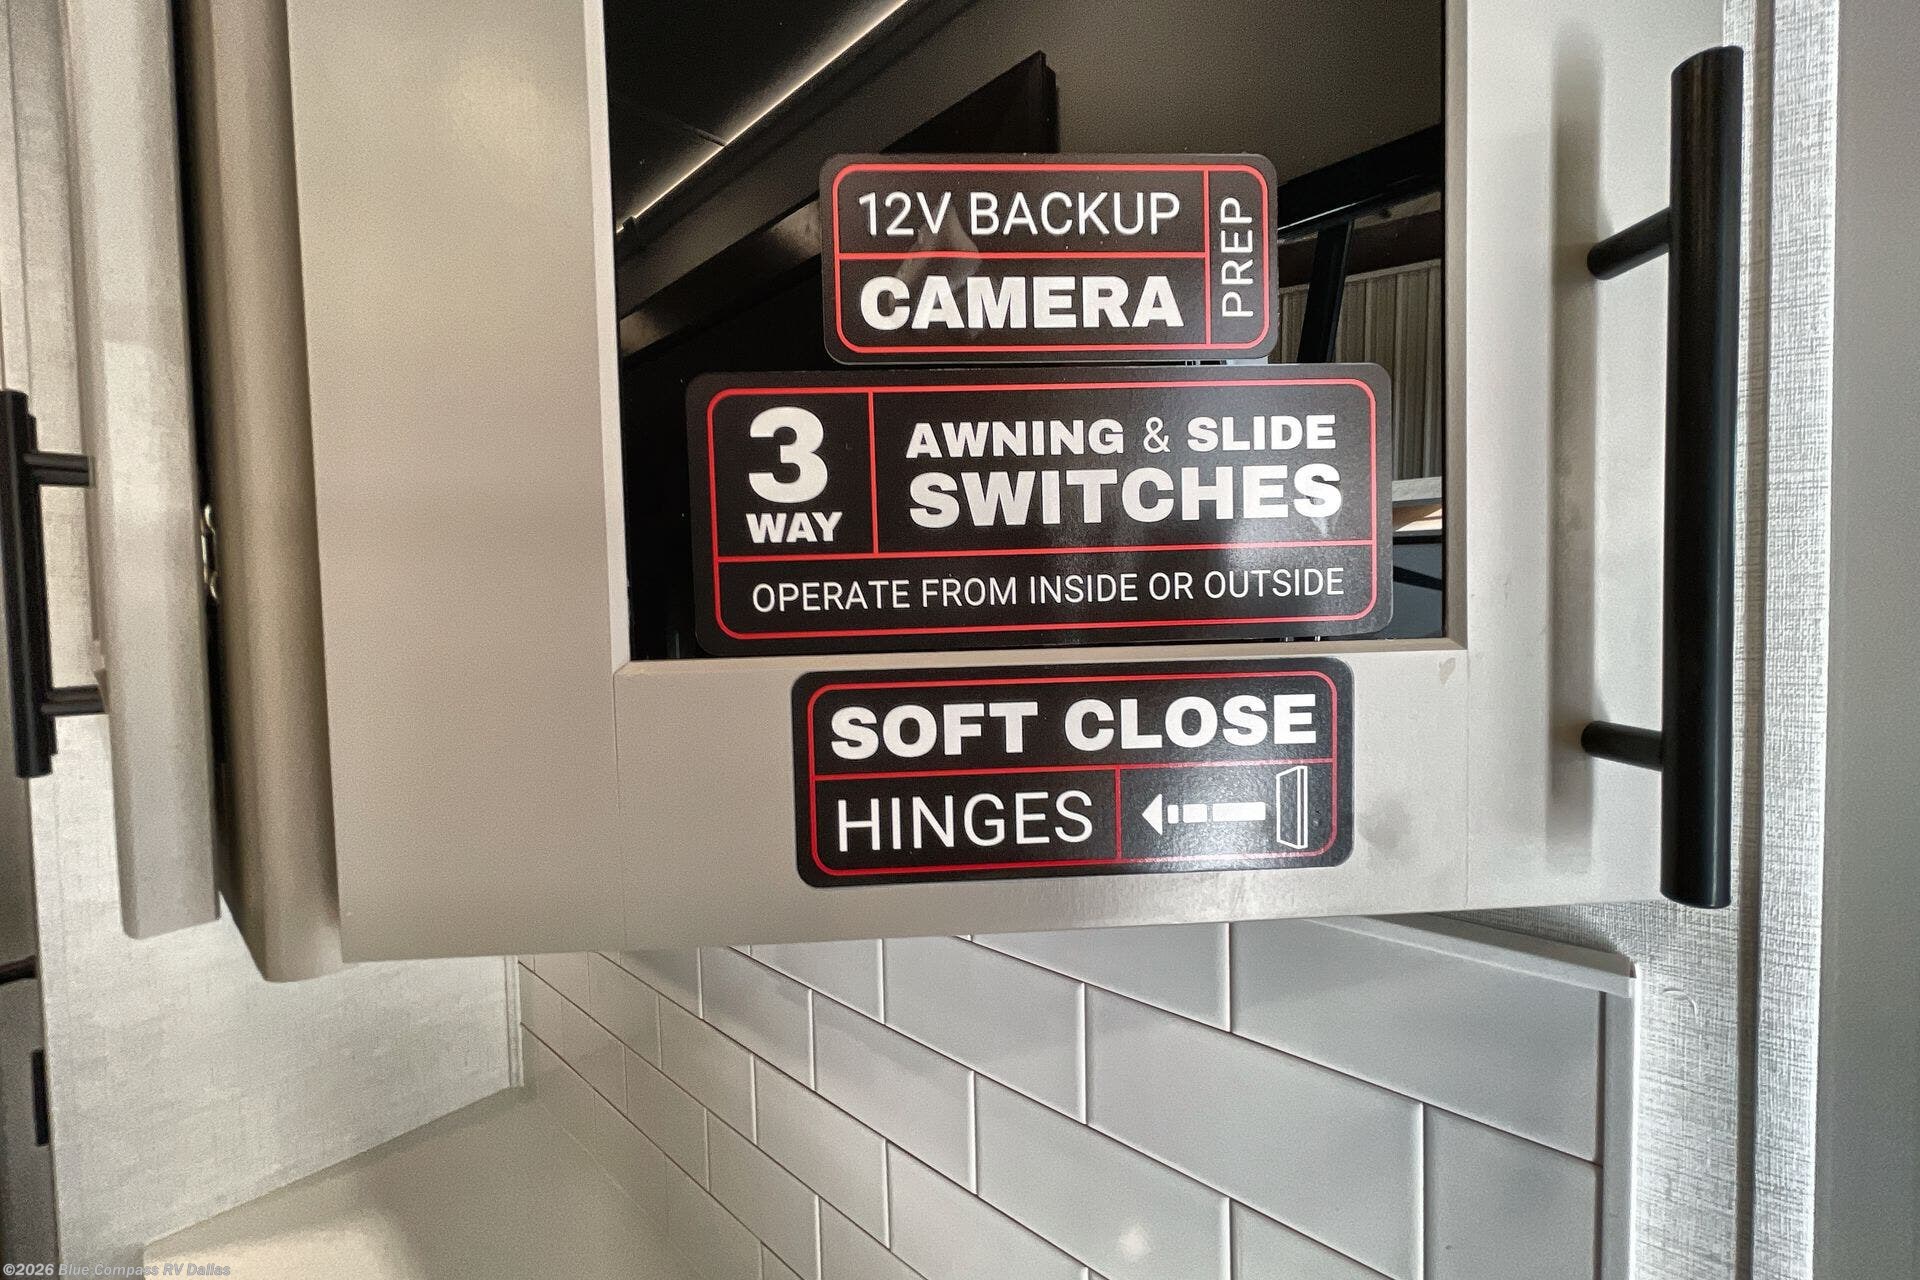 12V BACKUP
CAMERA
PREP
3
WAY
AWNING & SLIDE
SWITCHES
OPERATE FROM INSIDE OR OUTSIDE
SOFT CLOSE
HINGES
©2026 Blue Compass RV Dallas